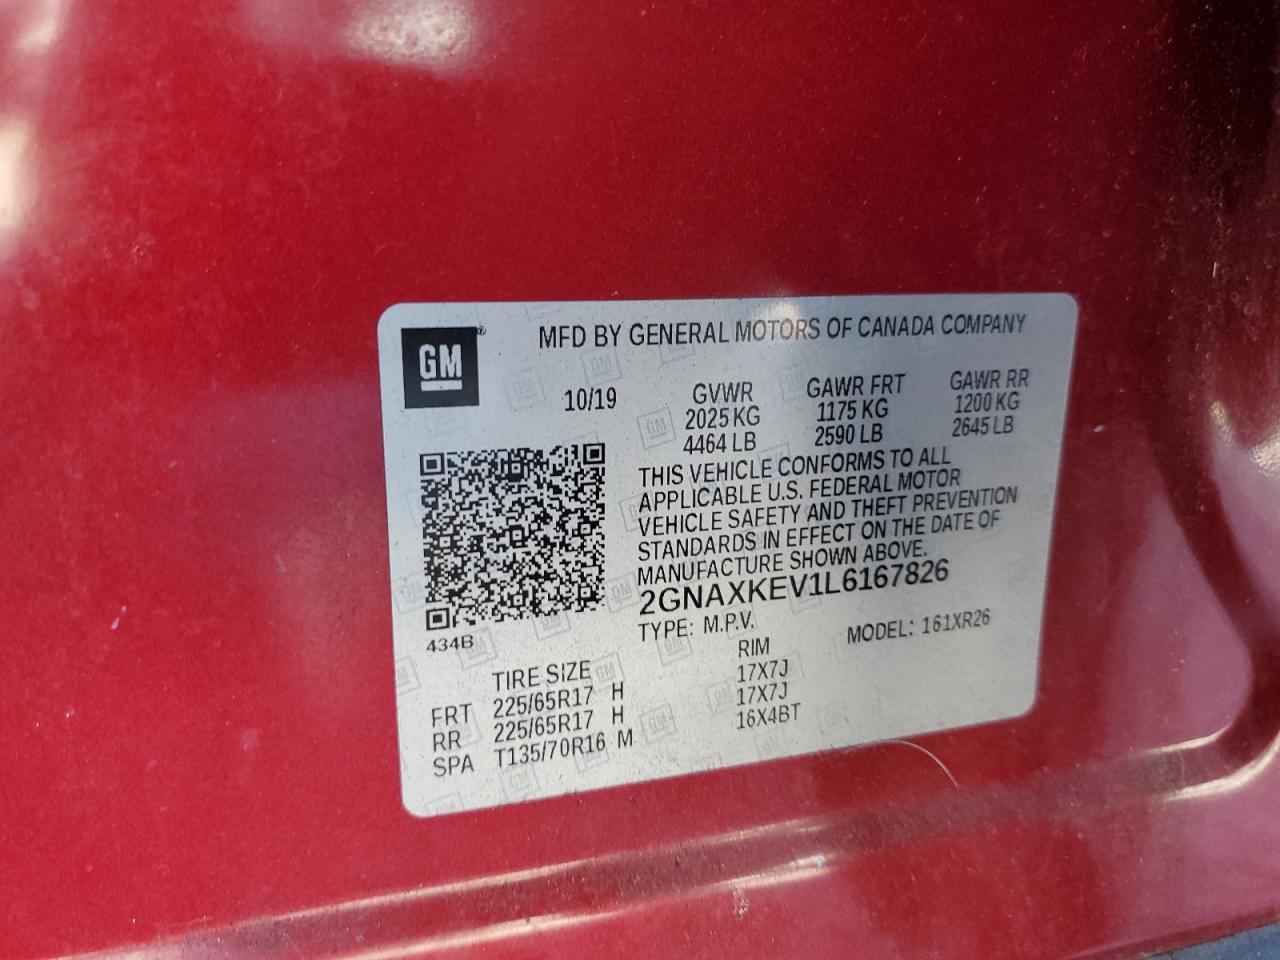 GM
MFD BY GENERAL MOTORS OF CANADA COMPANY
10/19
GVWR GAWR FRT GAWR RR
2025 KG 1175 KG 1200 KG
4464 LB 2590 LB 2645 LB
THIS VEHICLE CONFORMS TO ALL
APPLICABLE U.S. FEDERAL MOTOR
VEHICLE SAFETY AND THEFT PREVENTION
STANDARDS IN EFFECT ON THE DATE OF
MANUFACTURE SHOWN ABOVE.
2GNAXKEV1L6167826
434B
TYPE: M.P.V. MODEL: 161XR26
TIRE SIZE RIM
FRT 225/65R17 H 17X7J
RR 225/65R17 H 17X7J
SPA T135/70R16 M 16X4BT